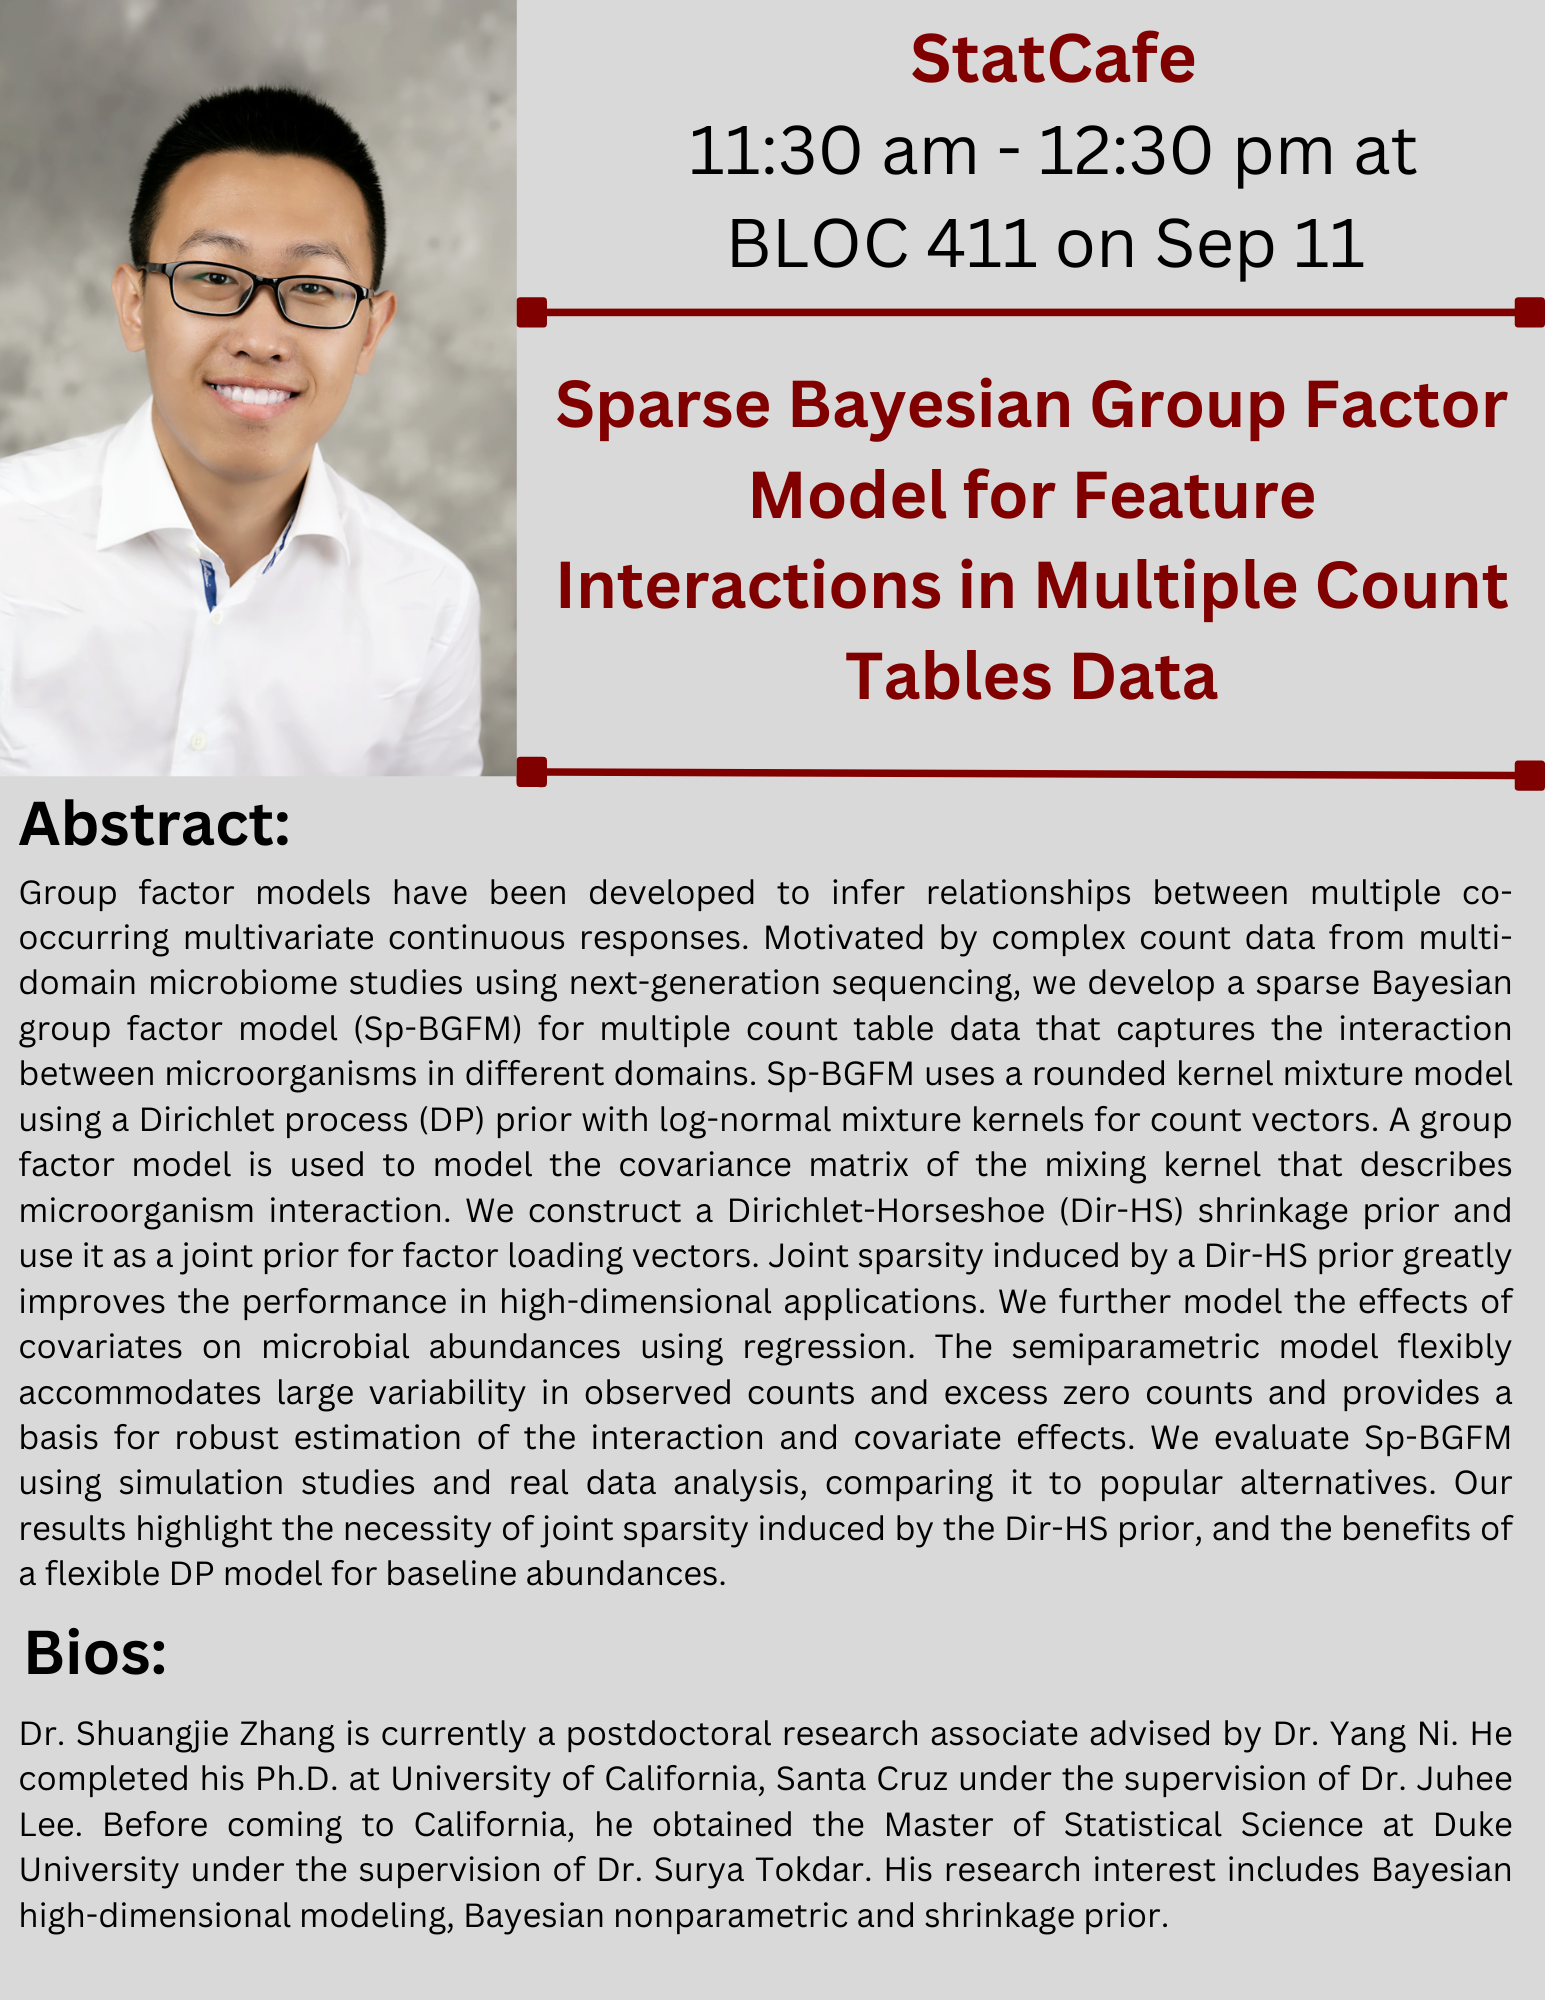 StatCafe
11:30 am - 12:30 pm at
BLOC 411 on Sep 11
Sparse Bayesian Group Factor
Model for Feature
Interactions in Multiple Count
Tables Data
Abstract:
Group factor models have been developed to infer relationships between multiple co-
occurring multivariate continuous responses. Motivated by complex count data from multi-
domain microbiome studies using next-generation sequencing, we develop a sparse Bayesian
group factor model (Sp-BGFM) for multiple count table data that captures the interaction
between microorganisms in different domains. Sp-BGFM uses a rounded kernel mixture model
using a Dirichlet process (DP) prior with log-normal mixture kernels for count vectors. A group
factor model is used to model the covariance matrix of the mixing kernel that describes
microorganism interaction. We construct a Dirichlet-Horseshoe (Dir-HS) shrinkage prior and
use it as a joint prior for factor loading vectors. Joint sparsity induced by a Dir-HS prior greatly
improves the performance in high-dimensional applications. We further model the effects of
covariates on microbial abundances using regression. The semiparametric model flexibly
accommodates large variability in observed counts and excess zero counts and provides a
basis for robust estimation of the interaction and covariate effects. We evaluate Sp-BGFM
using simulation studies and real data analysis, comparing it to popular alternatives. Our
results highlight the necessity of joint sparsity induced by the Dir-HS prior, and the benefits of
a flexible DP model for baseline abundances.
Bios:
Dr. Shuangjie Zhang is currently a postdoctoral research associate advised by Dr. Yang Ni. He
completed his Ph.D. at University of California, Santa Cruz under the supervision of Dr. Juhee
Lee. Before coming to California, he obtained the Master of Statistical Science at Duke
University under the supervision of Dr. Surya Tokdar. His research interest includes Bayesian
high-dimensional modeling, Bayesian nonparametric and shrinkage prior.